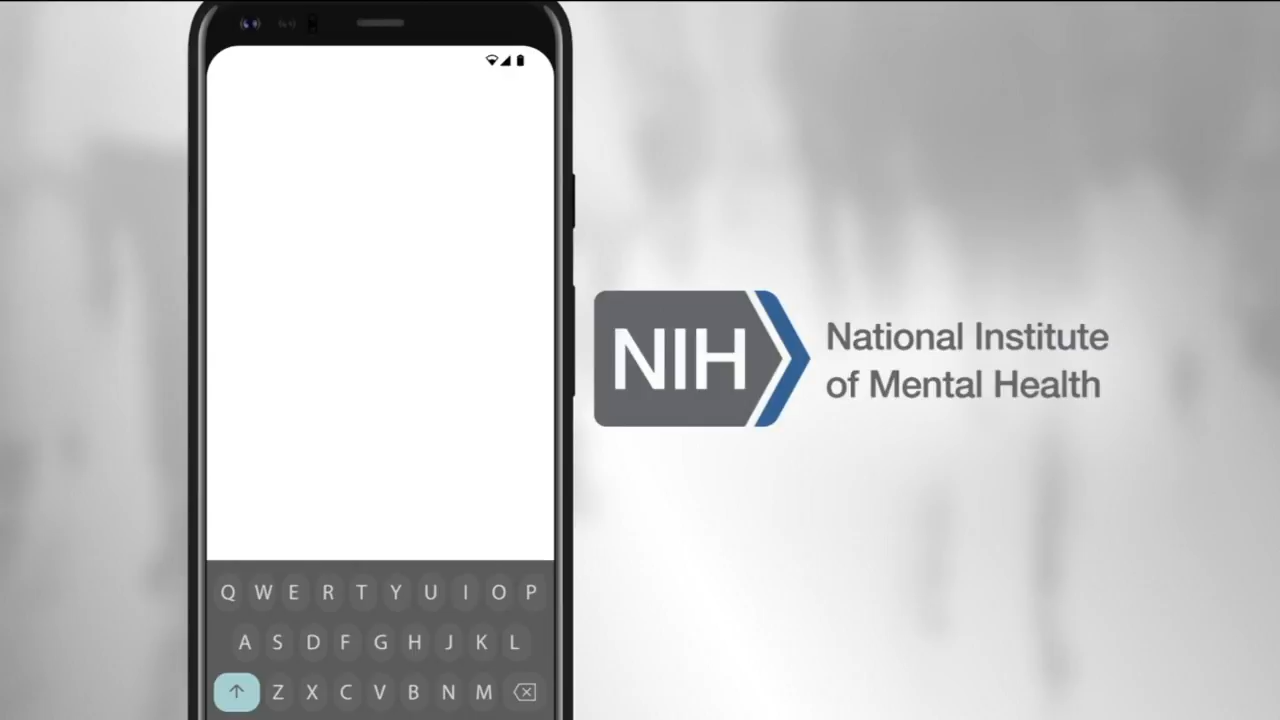 NIH
National Institute
of Mental Health
Q W E R T Y U I O P
A S D F G H J K L
Z X C V B N M